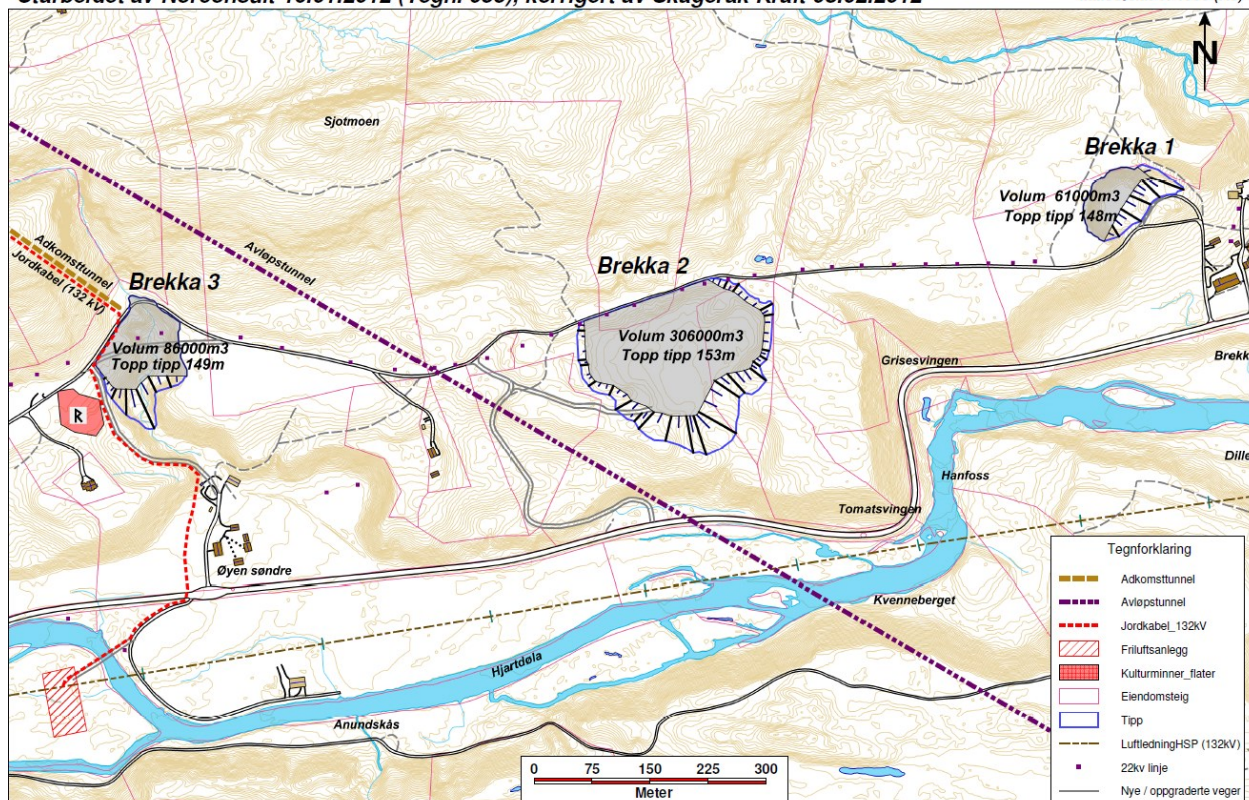 N
Sjotmoen
Brekka 1
Volum 61000m3
Topp tipp 148m
Adkomsttunnel
Jordkabel (132 kV)
Avløpstunnel
Brekka 3
Brekka 2
Volum 86000m3
Topp tipp 149m
Volum 306000m3
Topp tipp 153m
Grisesvingen
Brekk
R
Hanfoss
Dille
Tomatsvingen
Øyen søndre
Kvenneberget
Hjartdøla
Anundskås
0 75 150 225 300
Meter
Tegnforklaring
Adkomsttunnel
Avløpstunnel
Jordkabel_132kV
Friluftsanlegg
Kulturminner_flater
Eiendomsteig
Tipp
LuftledningHSP (132kV)
22kv linje
Nye / oppgraderte veger